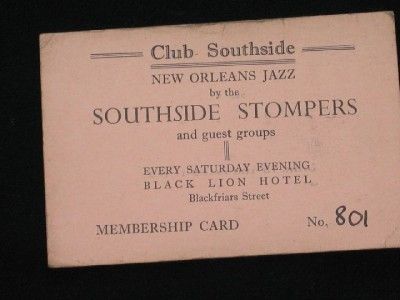 Club Southside
NEW ORLEANS JAZZ
by the
SOUTHSIDE STOMPERS
and guest groups
EVERY SATURDAY EVENING
BLACK LION HOTEL
Blackfriars Street
MEMBERSHIP CARD No. 801